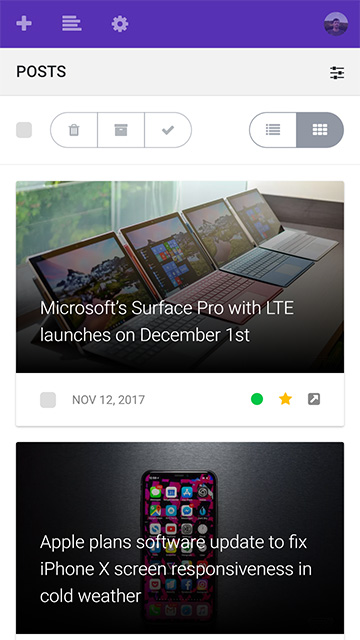 POSTS
Microsoft's Surface Pro with LTE
launches on December 1st
NOV 12, 2017
Apple plans software update to fix
iPhone X screen responsiveness in
cold weather